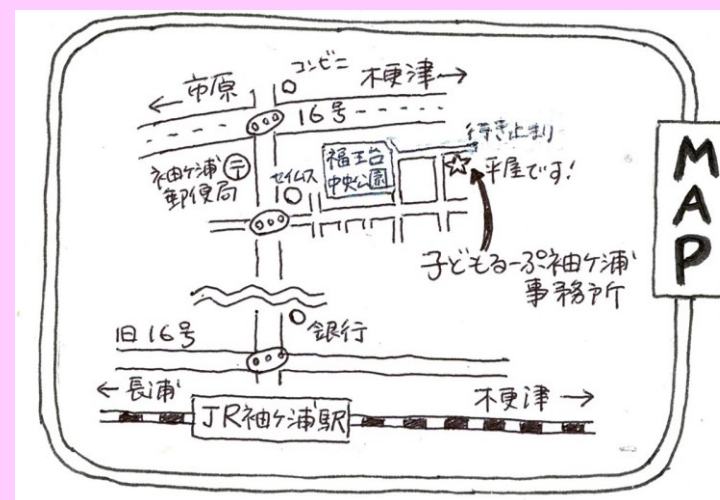 コンビニ
← 市原
木更津 →
16号
袖ヶ浦
郵便局
〒
セイムス
福王台
中央公園
行き止まり
平屋です!
子どもるーぷ袖ヶ浦
事務所
MAP
銀行
旧16号
← 長浦
木更津 →
JR袖ヶ浦駅